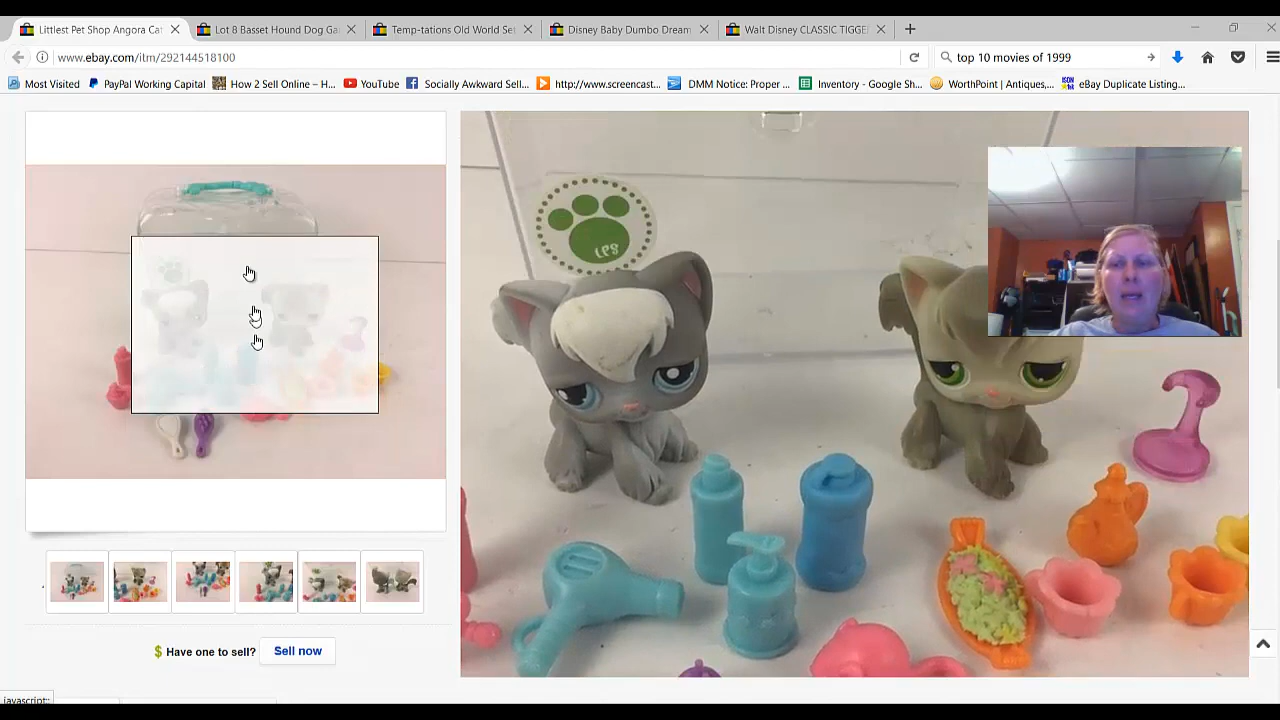 Littlest Pet Shop Angora Cat
Lot 8 Basset Hound Dog Ga
Temp-tations Old World Se
Disney Baby Dumbo Dream
Walt Disney CLASSIC TIGGE
www.ebay.com/itm/292144518100
top 10 movies of 1999
Most Visited
PayPal Working Capital
How 2 Sell Online – H...
YouTube
Socially Awkward Sell...
http://www.screencast...
DMM Notice: Proper ...
Inventory - Google Sh...
WorthPoint | Antiques,...
eBay Duplicate Listing...
LPS
$ Have one to sell?
Sell now
javascript:;